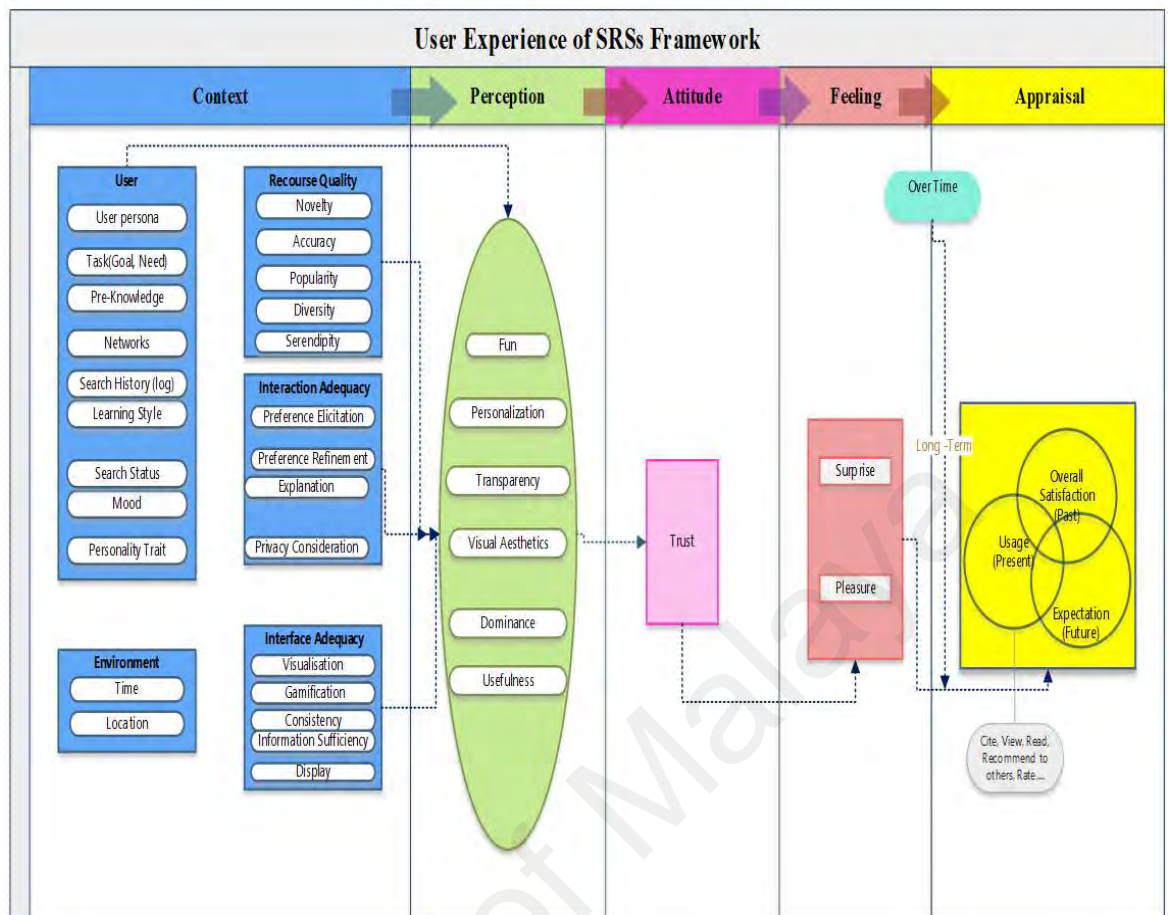 User Experience of SRSs Framework
Context
Perception
Attitude
Feeling
Appraisal
User
User persona
Task(Goal, Need)
Pre-Knowledge
Networks
Search History (log)
Learning Style
Search Status
Mood
Personality Trait
Environment
Time
Location
Recourse Quality
Novelty
Accuracy
Popularity
Diversity
Serendipity
Interaction Adequacy
Preference Elicitation
Preference Refinement
Explanation
Privacy Consideration
Interface Adequacy
Visualisation
Gamification
Consistency
Information Sufficiency
Display
Fun
Personalization
Transparency
Visual Aesthetics
Dominance
Usefulness
Trust
Surprise
Pleasure
Over Time
Long -Term
Overall
Satisfaction
(Past)
Usage
(Present)
Expectation
(Future)
Cite, View, Read,
Recommend to
others, Rate....
of Malaya